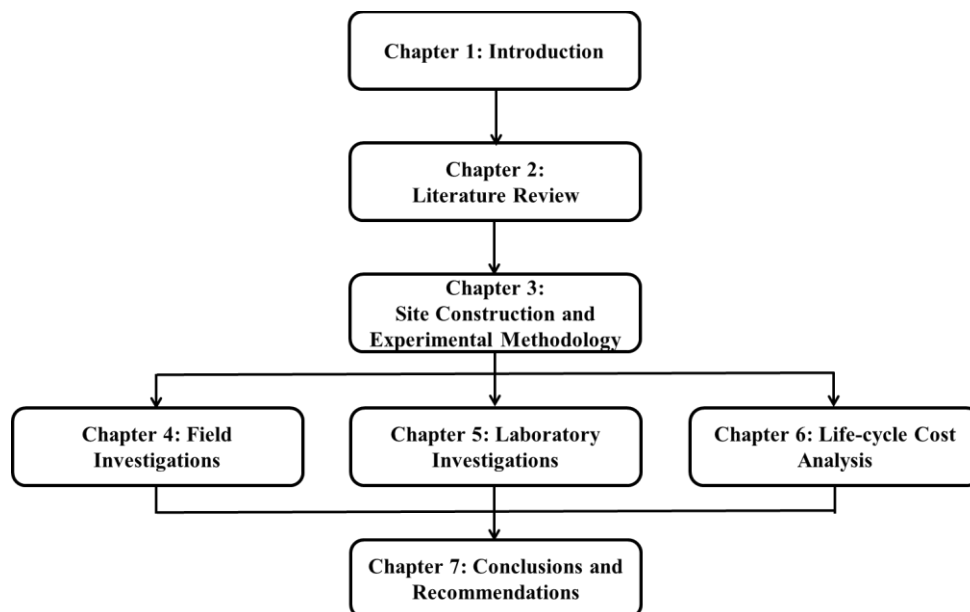 Chapter 1: Introduction
Chapter 2:
Literature Review
Chapter 3:
Site Construction and
Experimental Methodology
Chapter 4: Field
Investigations
Chapter 5: Laboratory
Investigations
Chapter 6: Life-cycle Cost
Analysis
Chapter 7: Conclusions and
Recommendations